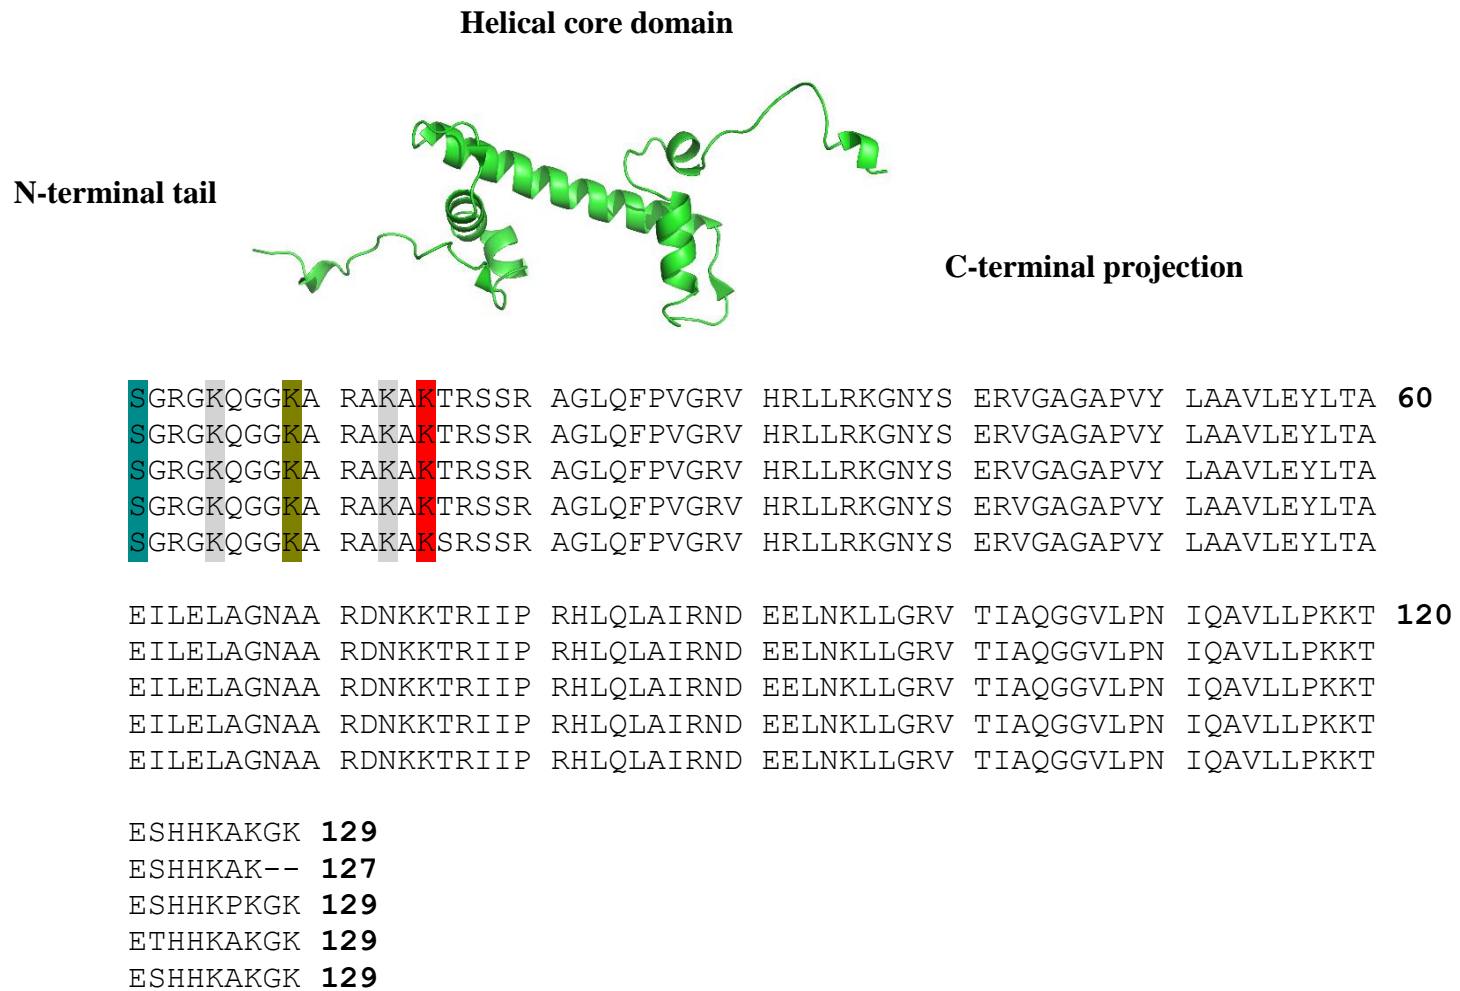 Helical core domain
N-terminal tail
C-terminal projection
SGRGKQGGKA RAKAKTRSSR AGLQFPVGRV HRLLRKGNYS ERVGAGAPVY LAAVLEYLTA 60
SGRGKQGGKA RAKAKTRSSR AGLQFPVGRV HRLLRKGNYS ERVGAGAPVY LAAVLEYLTA
SGRGKQGGKA RAKAKTRSSR AGLQFPVGRV HRLLRKGNYS ERVGAGAPVY LAAVLEYLTA
SGRGKQGGKA RAKAKTRSSR AGLQFPVGRV HRLLRKGNYS ERVGAGAPVY LAAVLEYLTA
SGRGKQGGKA RAKAKSRSSR AGLQFPVGRV HRLLRKGNYS ERVGAGAPVY LAAVLEYLTA
EILELAGNAA RDNKKTRIIP RHLQLAIRND EELNKLLGRV TIAQGGVLPN IQAVLLPKKT 120
EILELAGNAA RDNKKTRIIP RHLQLAIRND EELNKLLGRV TIAQGGVLPN IQAVLLPKKT
EILELAGNAA RDNKKTRIIP RHLQLAIRND EELNKLLGRV TIAQGGVLPN IQAVLLPKKT
EILELAGNAA RDNKKTRIIP RHLQLAIRND EELNKLLGRV TIAQGGVLPN IQAVLLPKKT
EILELAGNAA RDNKKTRIIP RHLQLAIRND EELNKLLGRV TIAQGGVLPN IQAVLLPKKT
ESHHKAKGK 129
ESHHKAK-- 127
ESHHKPKGK 129
ETHHKAKGK 129
ESHHKAKGK 129